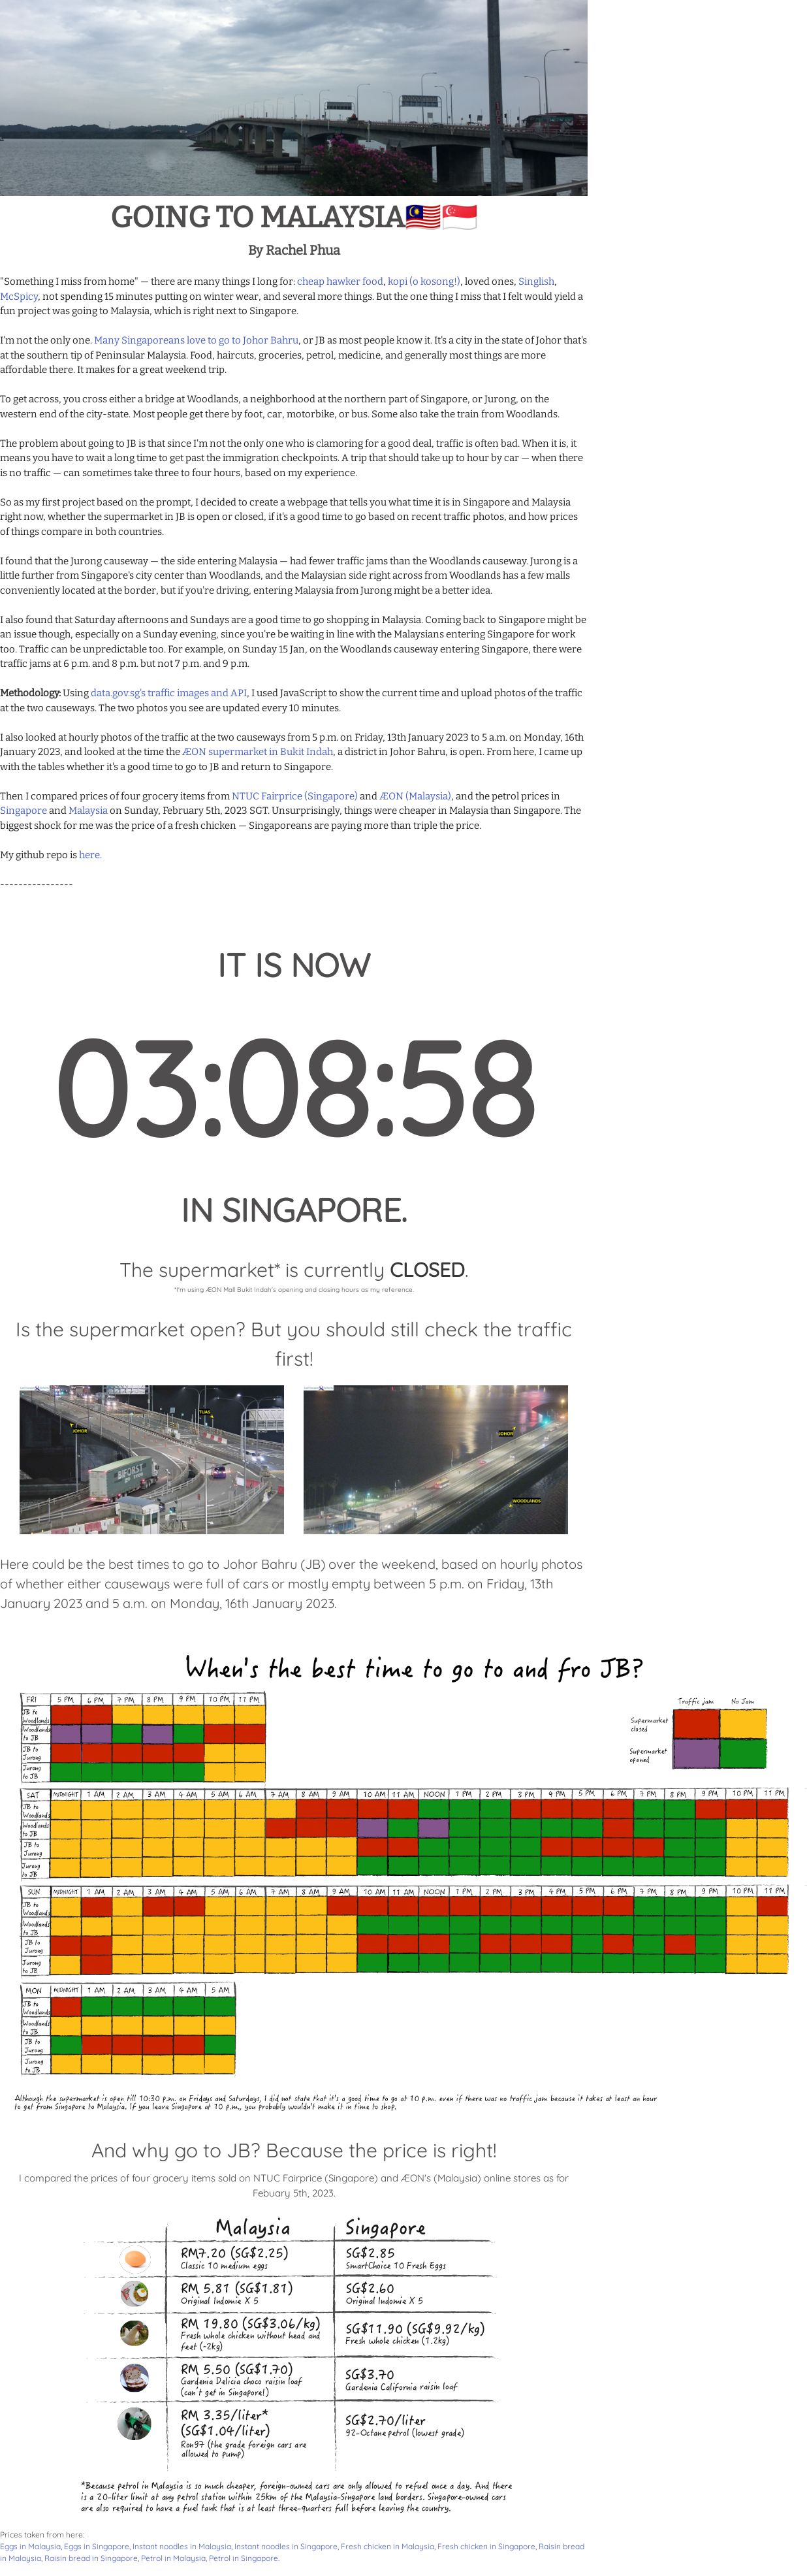 GOING TO MALAYSIA🇲🇾🇸🇬
By Rachel Phua
"Something I miss from home" — there are many things I long for: cheap hawker food, kopi (o kosong!), loved ones, Singlish,
McSpicy, not spending 15 minutes putting on winter wear, and several more things. But the one thing I miss that I felt would yield a
fun project was going to Malaysia, which is right next to Singapore.
I'm not the only one. Many Singaporeans love to go to Johor Bahru, or JB as most people know it. It's a city in the state of Johor that's
at the southern tip of Peninsular Malaysia. Food, haircuts, groceries, petrol, medicine, and generally most things are more
affordable there. It makes for a great weekend trip.
To get across, you cross either a bridge at Woodlands, a neighborhood at the northern part of Singapore, or Jurong, on the
western end of the city-state. Most people get there by foot, car, motorbike, or bus. Some also take the train from Woodlands.
The problem about going to JB is that since I'm not the only one who is clamoring for a good deal, traffic is often bad. When it is, it
means you have to wait a long time to get past the immigration checkpoints. A trip that should take up to hour by car — when there
is no traffic — can sometimes take three to four hours, based on my experience.
So as my first project based on the prompt, I decided to create a webpage that tells you what time it is in Singapore and Malaysia
right now, whether the supermarket in JB is open or closed, if it's a good time to go based on recent traffic photos, and how prices
of things compare in both countries.
I found that the Jurong causeway — the side entering Malaysia — had fewer traffic jams than the Woodlands causeway. Jurong is a
little further from Singapore's city center than Woodlands, and the Malaysian side right across from Woodlands has a few malls
conveniently located at the border, but if you're driving, entering Malaysia from Jurong might be a better idea.
I also found that Saturday afternoons and Sundays are a good time to go shopping in Malaysia. Coming back to Singapore might be
an issue though, especially on a Sunday evening, since you're be waiting in line with the Malaysians entering Singapore for work
too. Traffic can be unpredictable too. For example, on Sunday 15 Jan, on the Woodlands causeway entering Singapore, there were
traffic jams at 6 p.m. and 8 p.m. but not 7 p.m. and 9 p.m.
Methodology: Using data.gov.sg's traffic images and API, I used JavaScript to show the current time and upload photos of the traffic
at the two causeways. The two photos you see are updated every 10 minutes.
I also looked at hourly photos of the traffic at the two causeways from 5 p.m. on Friday, 13th January 2023 to 5 a.m. on Monday, 16th
January 2023, and looked at the time the ÆON supermarket in Bukit Indah, a district in Johor Bahru, is open. From here, I came up
with the tables whether it's a good time to go to JB and return to Singapore.
Then I compared prices of four grocery items from NTUC Fairprice (Singapore) and ÆON (Malaysia), and the petrol prices in
Singapore and Malaysia on Sunday, February 5th, 2023 SGT. Unsurprisingly, things were cheaper in Malaysia than Singapore. The
biggest shock for me was the price of a fresh chicken — Singaporeans are paying more than triple the price.
My github repo is here.
----------------
IT IS NOW
03:08:58
IN SINGAPORE.
The supermarket* is currently CLOSED.
*I'm using ÆON Mall Bukit Indah's opening and closing hours as my reference.
Is the supermarket open? But you should still check the traffic
first!
TUAS
JOHOR
BIFORST
JOHOR
WOODLANDS
Here could be the best times to go to Johor Bahru (JB) over the weekend, based on hourly photos
of whether either causeways were full of cars or mostly empty between 5 p.m. on Friday, 13th
January 2023 and 5 a.m. on Monday, 16th January 2023.
When's the best time to go to and fro JB?
Traffic jam No Jam
Supermarket
closed
Supermarket
opened
FRI 5 PM 6 PM 7 PM 8 PM 9 PM 10 PM 11 PM
JB to
Woodlands
Woodlands
to JB
JB to
Jurong
Jurong
to JB
SAT MIDNIGHT 1 AM 2 AM 3 AM 4 AM 5 AM 6 AM 7 AM 8 AM 9 AM 10 AM 11 AM NOON 1 PM 2 PM 3 PM 4 PM 5 PM 6 PM 7 PM 8 PM 9 PM 10 PM 11 PM
JB to
Woodlands
Woodlands
to JB
JB to
Jurong
Jurong
to JB
SUN MIDNIGHT 1 AM 2 AM 3 AM 4 AM 5 AM 6 AM 7 AM 8 AM 9 AM 10 AM 11 AM NOON 1 PM 2 PM 3 PM 4 PM 5 PM 6 PM 7 PM 8 PM 9 PM 10 PM 11 PM
JB to
Woodlands
Woodlands
to JB
JB to
Jurong
Jurong
to JB
MON MIDNIGHT 1 AM 2 AM 3 AM 4 AM 5 AM
JB to
Woodlands
Woodlands
to JB
JB to
Jurong
Jurong
to JB
Although the supermarket is open till 10:30 p.m. on Fridays and Saturdays, I did not state that it's a good time to go at 10 p.m. even if there was no traffic jam because it takes at least an hour
to get from Singapore to Malaysia. If you leave Singapore at 10 p.m., you probably wouldn't make it in time to shop.
And why go to JB? Because the price is right!
I compared the prices of four grocery items sold on NTUC Fairprice (Singapore) and ÆON's (Malaysia) online stores as for
Febuary 5th, 2023.
Malaysia Singapore
RM7.20 (SG$2.25) SG$2.85
Classic 10 medium eggs SmartChoice 10 Fresh Eggs
RM 5.81 (SG$1.81) SG$2.60
Original Indomie X 5 Original Indomie X 5
RM 19.80 (SG$3.06/kg) SG$11.90 (SG$9.92/kg)
Fresh whole chicken without head and Fresh whole chicken (1.2kg)
feet (~2kg)
RM 5.50 (SG$1.70) SG$3.70
Gardenia Delicia choco raisin loaf Gardenia California raisin loaf
(can't get in Singapore!)
RM 3.35/liter* SG$2.70/liter
(SG$1.04/liter) 92-Octane petrol (lowest grade)
Ron97 (the grade foreign cars are
allowed to pump)
*Because petrol in Malaysia is so much cheaper, foreign-owned cars are only allowed to refuel once a day. And there
is a 20-liter limit at any petrol station within 25km of the Malaysia-Singapore land borders. Singapore-owned cars
are also required to have a fuel tank that is at least three-quarters full before leaving the country.
Prices taken from here:
Eggs in Malaysia, Eggs in Singapore, Instant noodles in Malaysia, Instant noodles in Singapore, Fresh chicken in Malaysia, Fresh chicken in Singapore, Raisin bread
in Malaysia, Raisin bread in Singapore, Petrol in Malaysia, Petrol in Singapore.